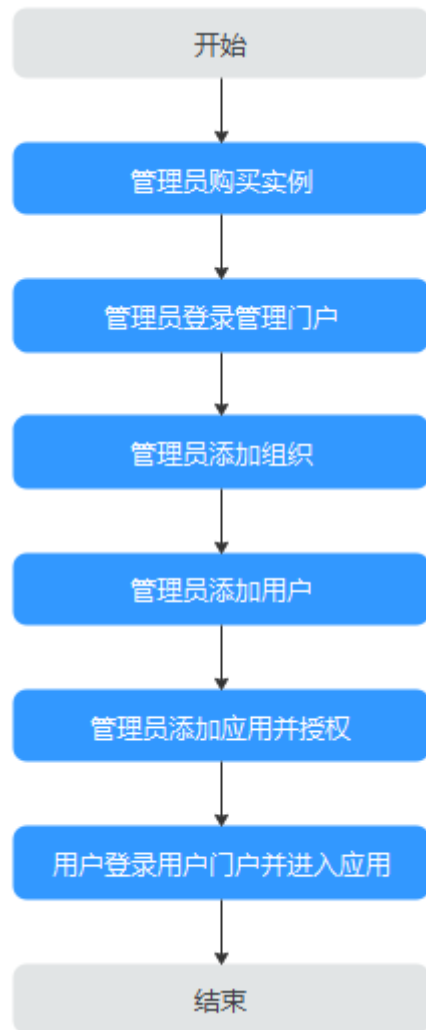 开始
管理员购买实例
管理员登录管理门户
管理员添加组织
管理员添加用户
管理员添加应用并授权
用户登录用户门户并进入应用
结束